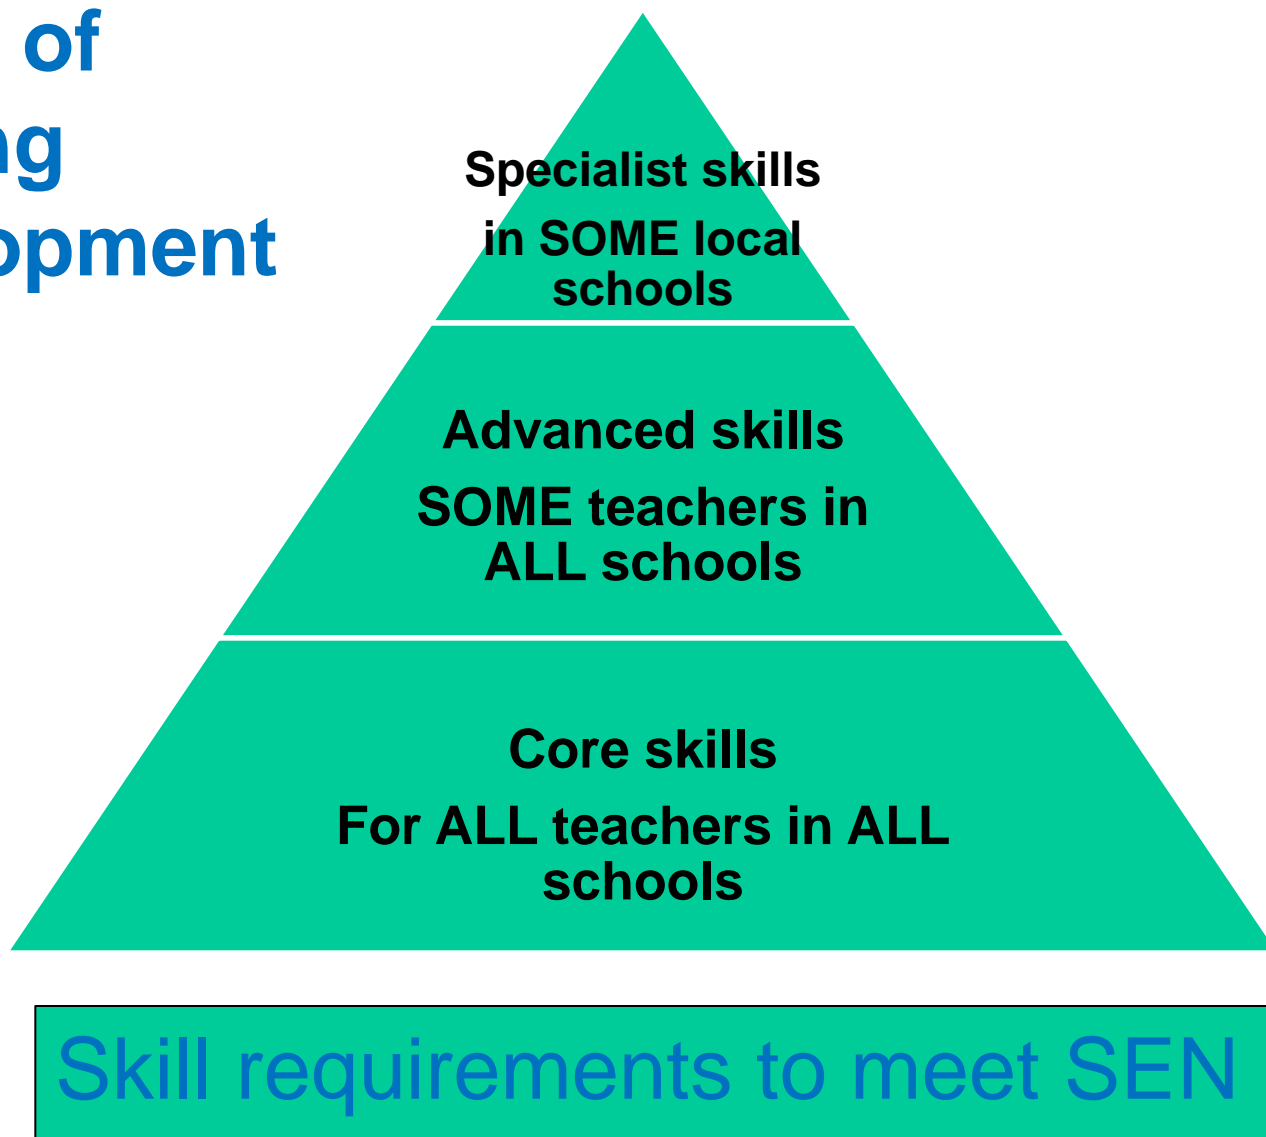 of
opment
Specialist skills
in SOME local
schools
Advanced skills
SOME teachers in
ALL schools
Core skills
For ALL teachers in ALL
schools
Skill requirements to meet SEN